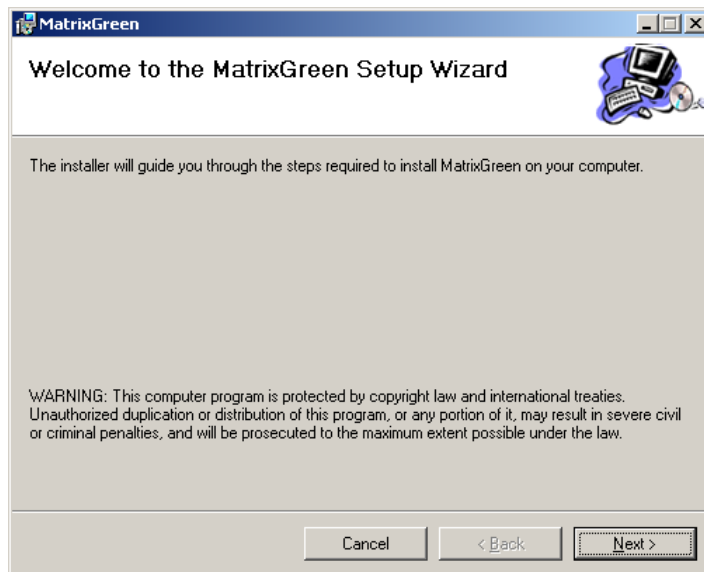 MatrixGreen
Welcome to the MatrixGreen Setup Wizard
The installer will guide you through the steps required to install MatrixGreen on your computer.
WARNING: This computer program is protected by copyright law and international treaties.
Unauthorized duplication or distribution of this program, or any portion of it, may result in severe civil
or criminal penalties, and will be prosecuted to the maximum extent possible under the law.
Cancel
< Back
Next >